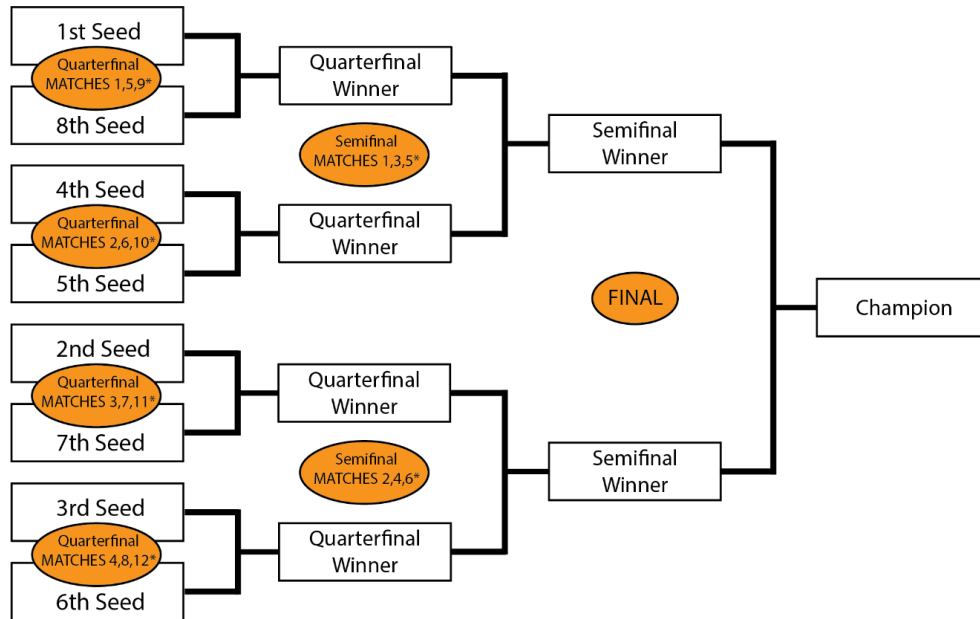 1st Seed
Quarterfinal
MATCHES 1,5,9*
8th Seed
4th Seed
Quarterfinal
MATCHES 2,6,10*
5th Seed
2nd Seed
Quarterfinal
MATCHES 3,7,11*
7th Seed
3rd Seed
Quarterfinal
MATCHES 4,8,12*
6th Seed
Quarterfinal
Winner
Semifinal
MATCHES 1,3,5*
Quarterfinal
Winner
Quarterfinal
Winner
Semifinal
MATCHES 2,4,6*
Quarterfinal
Winner
Semifinal
Winner
FINAL
Semifinal
Winner
Champion